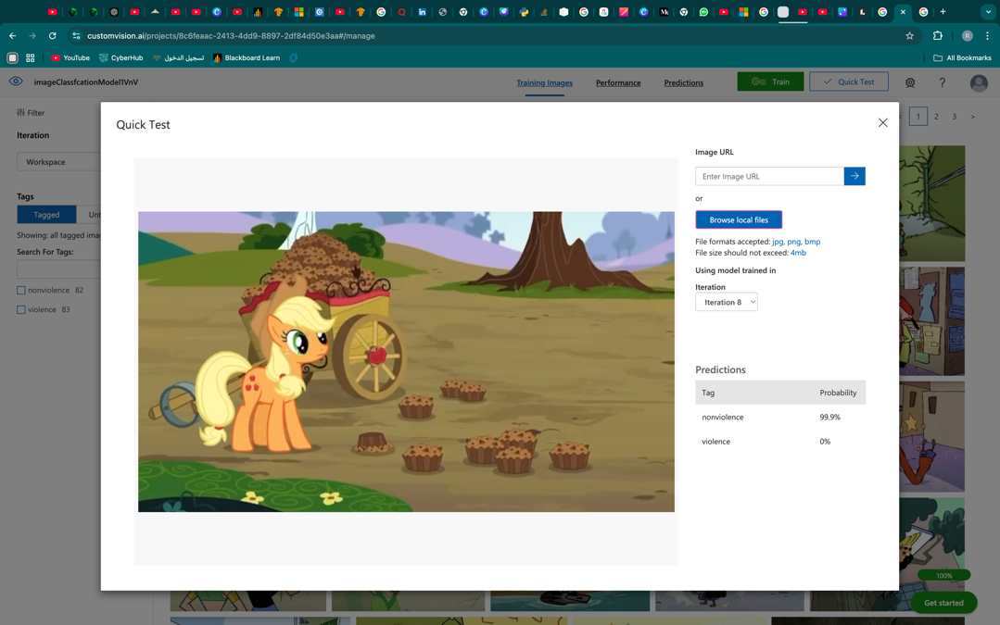 customvision.ai/projects/8c6feaac-2413-4dd9-8897-2df84d50e3aa#/manage
R
YouTube
CyberHub
تسجيل الدخول
Blackboard Learn
All Bookmarks
imageClassfcationModel1VnV
Training Images
Performance
Predictions
Train
Quick Test
?
Filter
Iteration
Workspace
Tags
Tagged
Showing: all tagged
Search For Tags:
nonviolence 82
violence 83
1 2 3 >
Quick Test
Image URL
Enter Image URL
or
Browse local files
File formats accepted: jpg, png, bmp
File size should not exceed: 4mb
Using model trained in
Iteration
Iteration 8
Predictions
Tag Probability
nonviolence 99.9%
violence 0%
100%
Get started